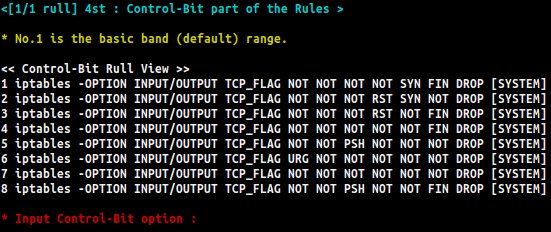 <[1/1 rull] 4st : Control-Bit part of the Rules >
* No.1 is the basic band (default) range.
<< Control-Bit Rull View >>
1 iptables -OPTION INPUT/OUTPUT TCP_FLAG NOT NOT NOT NOT SYN FIN DROP [SYSTEM]
2 iptables -OPTION INPUT/OUTPUT TCP_FLAG NOT NOT NOT RST SYN NOT DROP [SYSTEM]
3 iptables -OPTION INPUT/OUTPUT TCP_FLAG NOT NOT NOT RST NOT FIN DROP [SYSTEM]
4 iptables -OPTION INPUT/OUTPUT TCP_FLAG NOT NOT NOT NOT NOT FIN DROP [SYSTEM]
5 iptables -OPTION INPUT/OUTPUT TCP_FLAG NOT NOT PSH NOT NOT NOT DROP [SYSTEM]
6 iptables -OPTION INPUT/OUTPUT TCP_FLAG URG NOT NOT NOT NOT NOT DROP [SYSTEM]
7 iptables -OPTION INPUT/OUTPUT TCP_FLAG NOT NOT NOT NOT NOT NOT DROP [SYSTEM]
8 iptables -OPTION INPUT/OUTPUT TCP_FLAG NOT NOT PSH NOT NOT FIN DROP [SYSTEM]
* Input Control-Bit option :